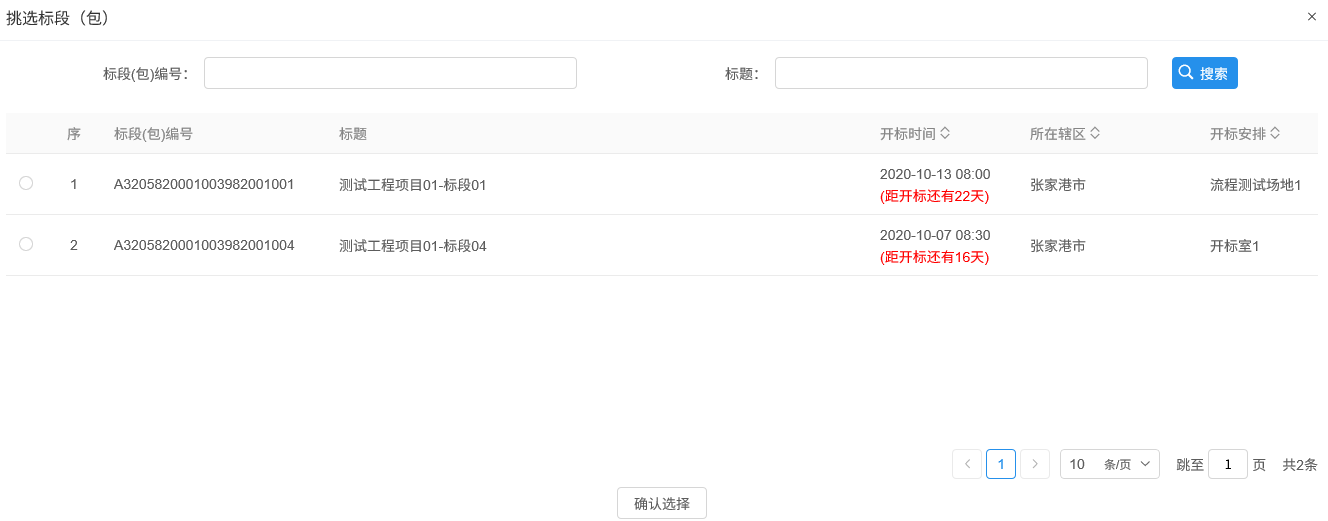 挑选标段（包）
标段(包)编号：
标题：
搜索
序 标段(包)编号 标题 开标时间 所在辖区 开标安排
1 A3205820001003982001001 测试工程项目01-标段01 2020-10-13 08:00 张家港市 流程测试场地1
(距开标还有22天)
2 A3205820001003982001004 测试工程项目01-标段04 2020-10-07 08:30 张家港市 开标室1
(距开标还有16天)
1 10 条/页 跳至 1 页 共2条
确认选择